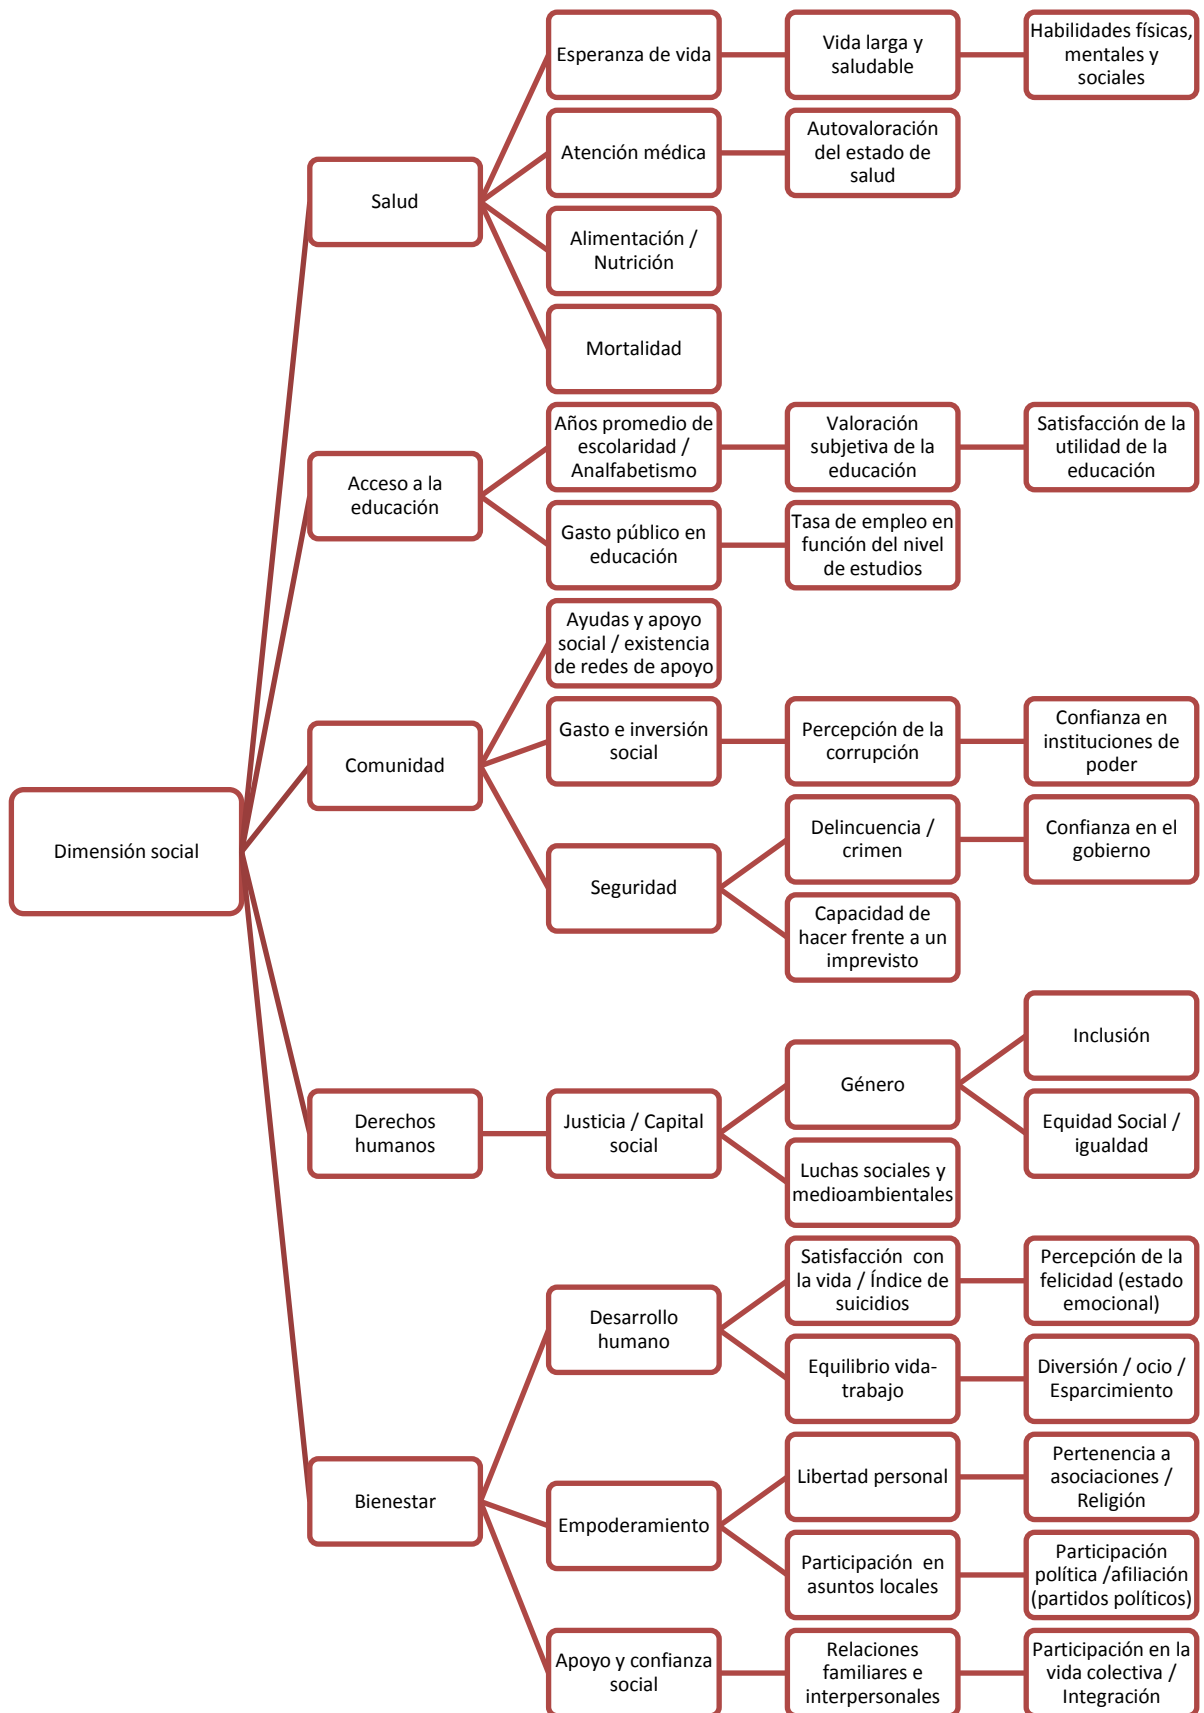 Dimensión social
Salud
Esperanza de vida
Vida larga y
saludable
Habilidades físicas,
mentales y
sociales
Atención médica
Autovaloración
del estado de
salud
Alimentación /
Nutrición
Mortalidad
Acceso a la
educación
Años promedio de
escolaridad /
Analfabetismo
Valoración
subjetiva de la
educación
Satisfacción de la
utilidad de la
educación
Gasto público en
educación
Tasa de empleo en
función del nivel
de estudios
Comunidad
Ayudas y apoyo
social / existencia
de redes de apoyo
Gasto e inversión
social
Percepción de la
corrupción
Confianza en
instituciones de
poder
Seguridad
Delincuencia /
crimen
Confianza en el
gobierno
Capacidad de
hacer frente a un
imprevisto
Derechos
humanos
Justicia / Capital
social
Género
Inclusión
Equidad Social /
igualdad
Luchas sociales y
medioambientales
Bienestar
Desarrollo
humano
Satisfacción  con
la vida / Índice de
suicidios
Percepción de la
felicidad (estado
emocional)
Equilibrio vida-
trabajo
Diversión / ocio /
Esparcimiento
Empoderamiento
Libertad personal
Pertenencia a
asociaciones /
Religión
Participación  en
asuntos locales
Participación
política /afiliación
(partidos políticos)
Apoyo y confianza
social
Relaciones
familiares e
interpersonales
Participación en la
vida colectiva /
Integración